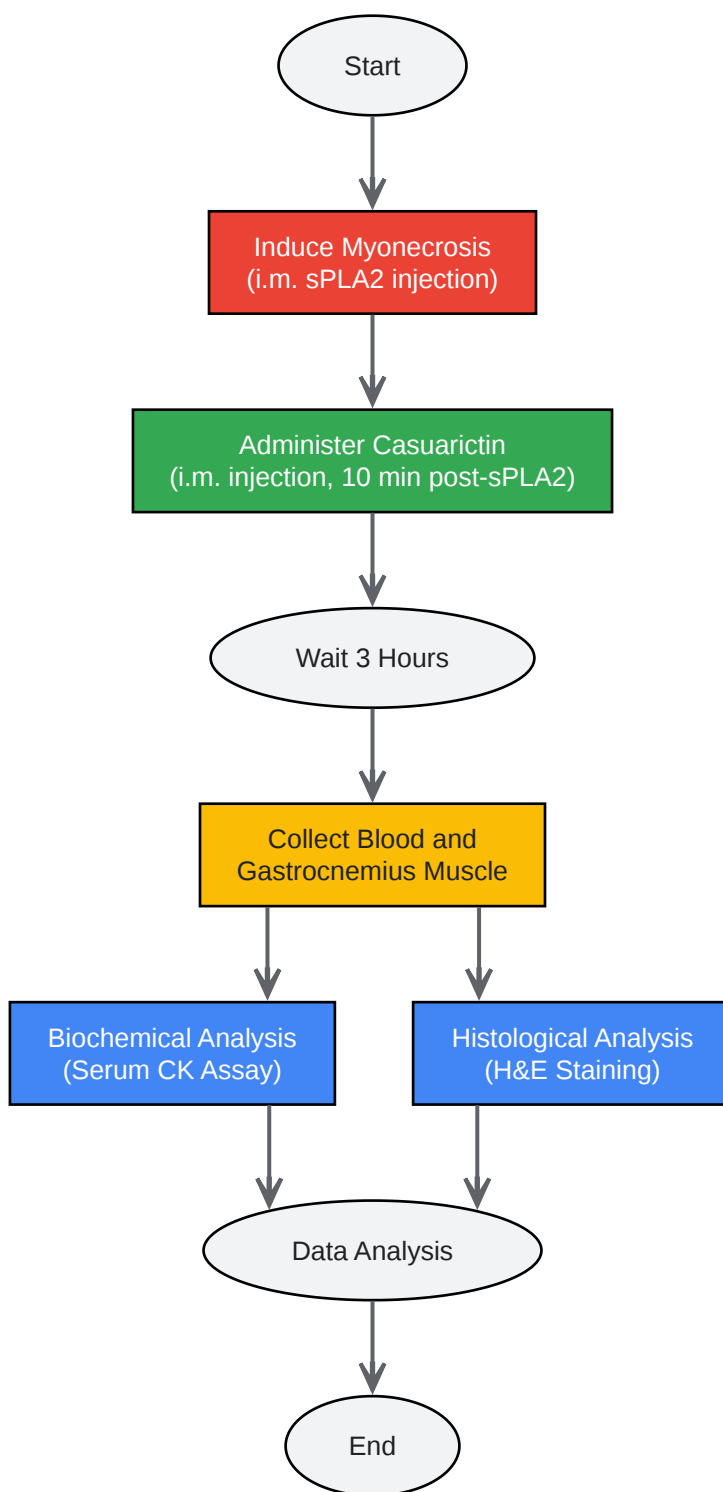 Start
Induce Myonecrosis
(i.m. sPLA2 injection)
Administer Casuarictin
(i.m. injection, 10 min post-sPLA2)
Wait 3 Hours
Collect Blood and
Gastrocnemius Muscle
Biochemical Analysis
(Serum CK Assay)
Histological Analysis
(H&E Staining)
Data Analysis
End